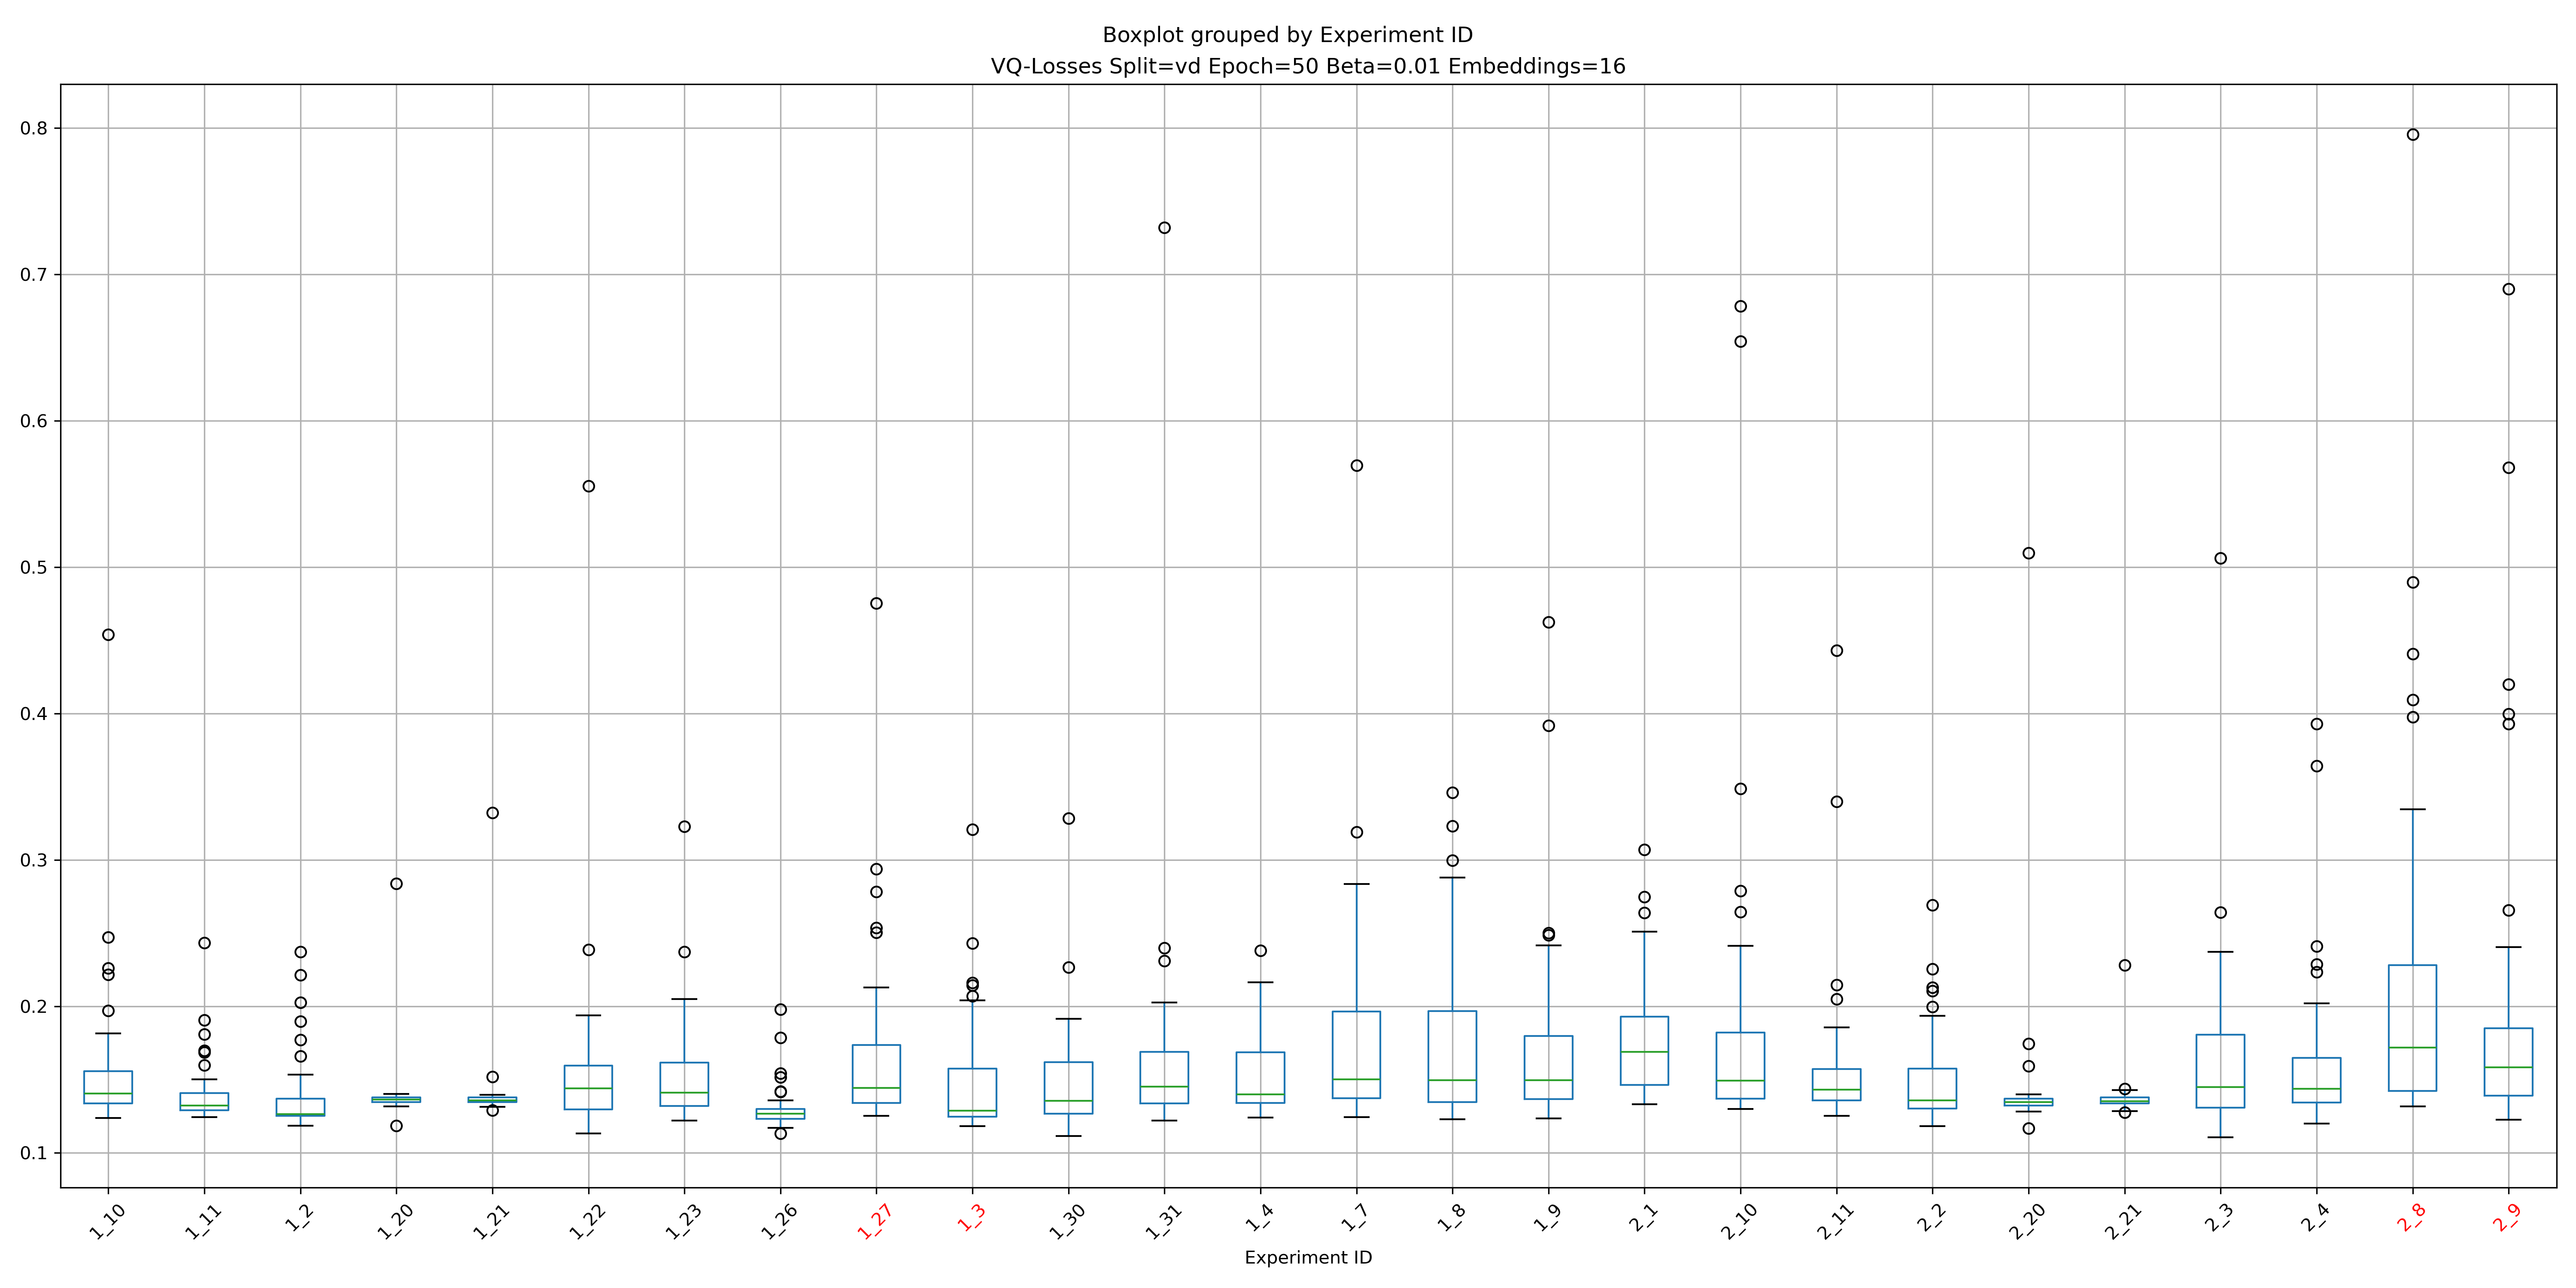 Boxplot grouped by Experiment ID
VQ-Losses Split=vd Epoch=50 Beta=0.01 Embeddings=16
0.8
0.7
0.6
0.5
0.4
0.3
0.2
0.1
1_10 1_11 1_2 1_20 1_21 1_22 1_23 1_26 1_27 1_3 1_30 1_31 1_4 1_7 1_8 1_9 2_1 2_10 2_11 2_2 2_20 2_21 2_3 2_4 2_8 2_9
Experiment ID